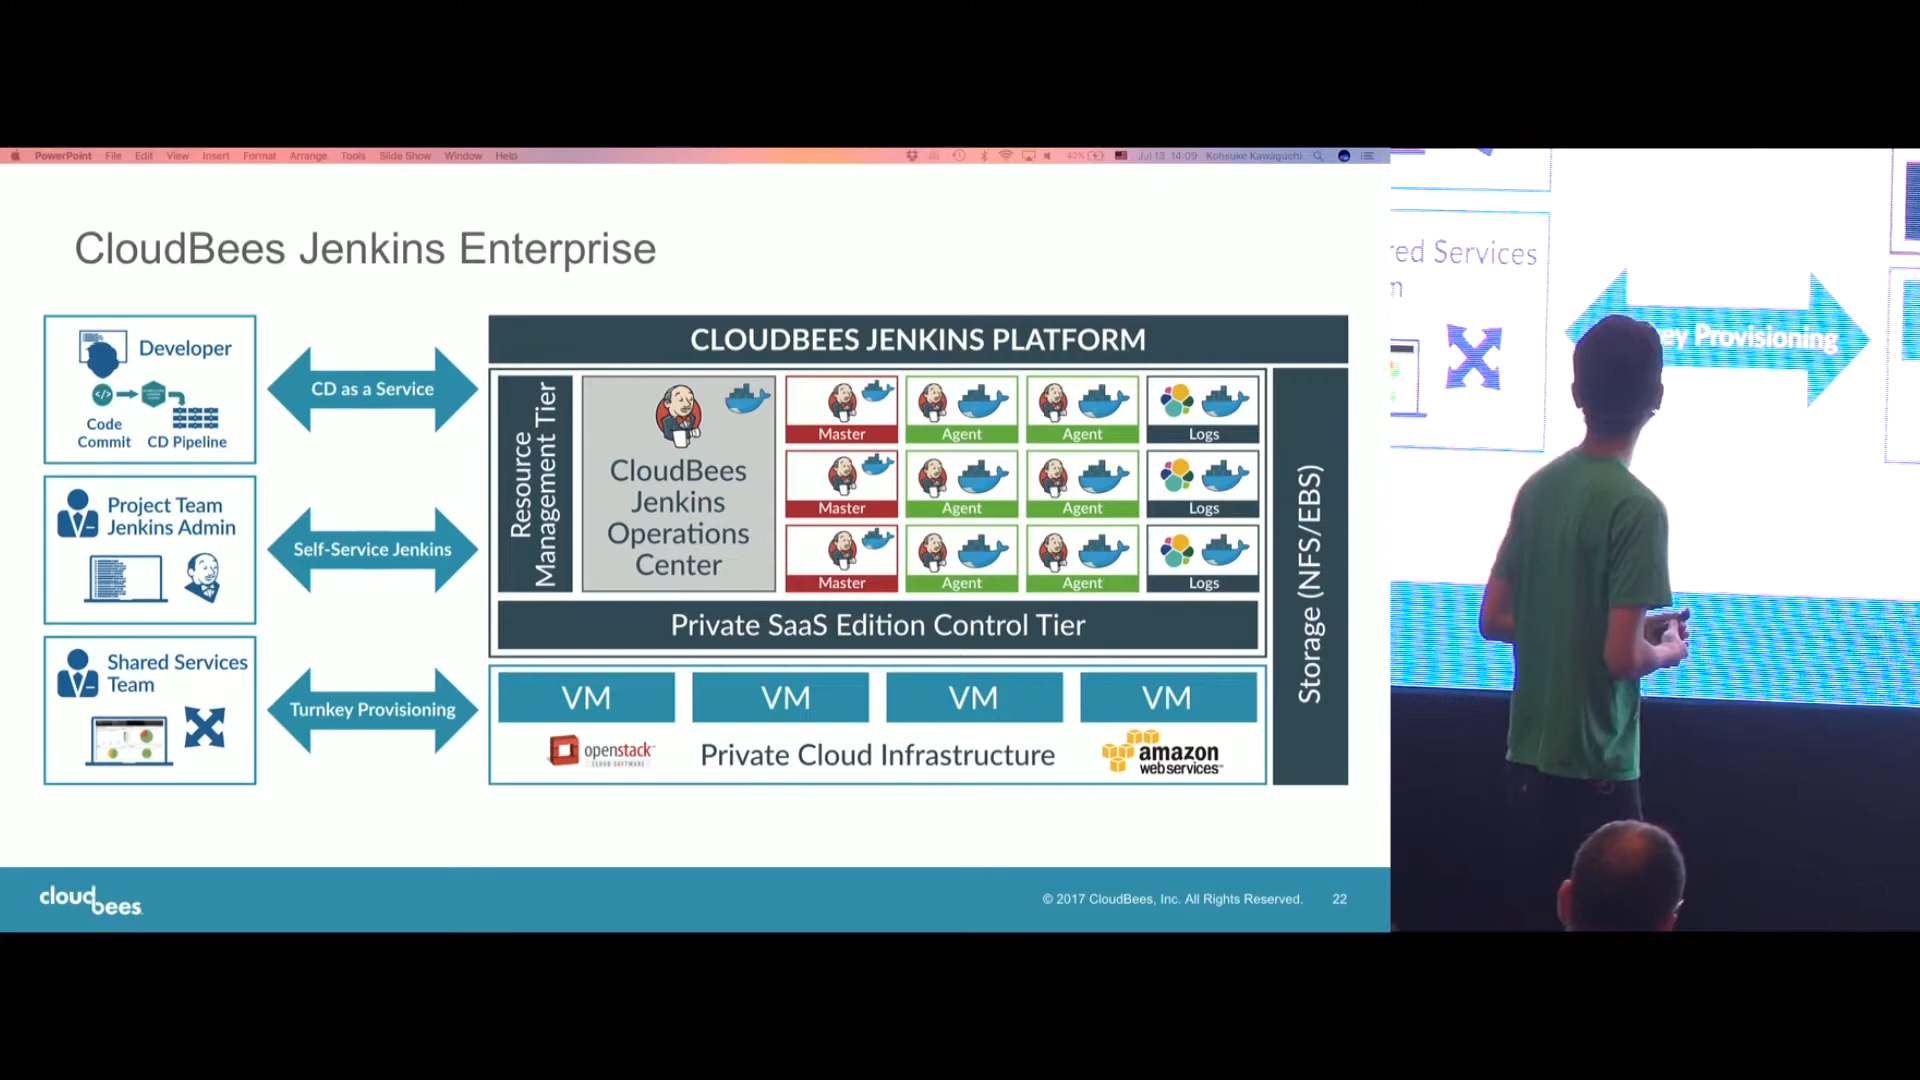 PowerPoint File Edit View Insert Format Arrange Tools Slide Show Window Help
40% Jul 13 14:09 Kohsuke Kawaguchi
CloudBees Jenkins Enterprise
Developer
Code
Commit
CD Pipeline
CD as a Service
Project Team
Jenkins Admin
Self-Service Jenkins
Shared Services
Team
Turnkey Provisioning
CLOUDBEES JENKINS PLATFORM
Resource
Management Tier
CloudBees
Jenkins
Operations
Center
Master Agent Agent Logs
Master Agent Agent Logs
Master Agent Agent Logs
Private SaaS Edition Control Tier
VM VM VM VM
openstack
CLOUD SOFTWARE
Private Cloud Infrastructure
amazon
web services
Storage (NFS/EBS)
cloudbees
© 2017 CloudBees, Inc. All Rights Reserved. 22
red Services
m
ey Provisioning